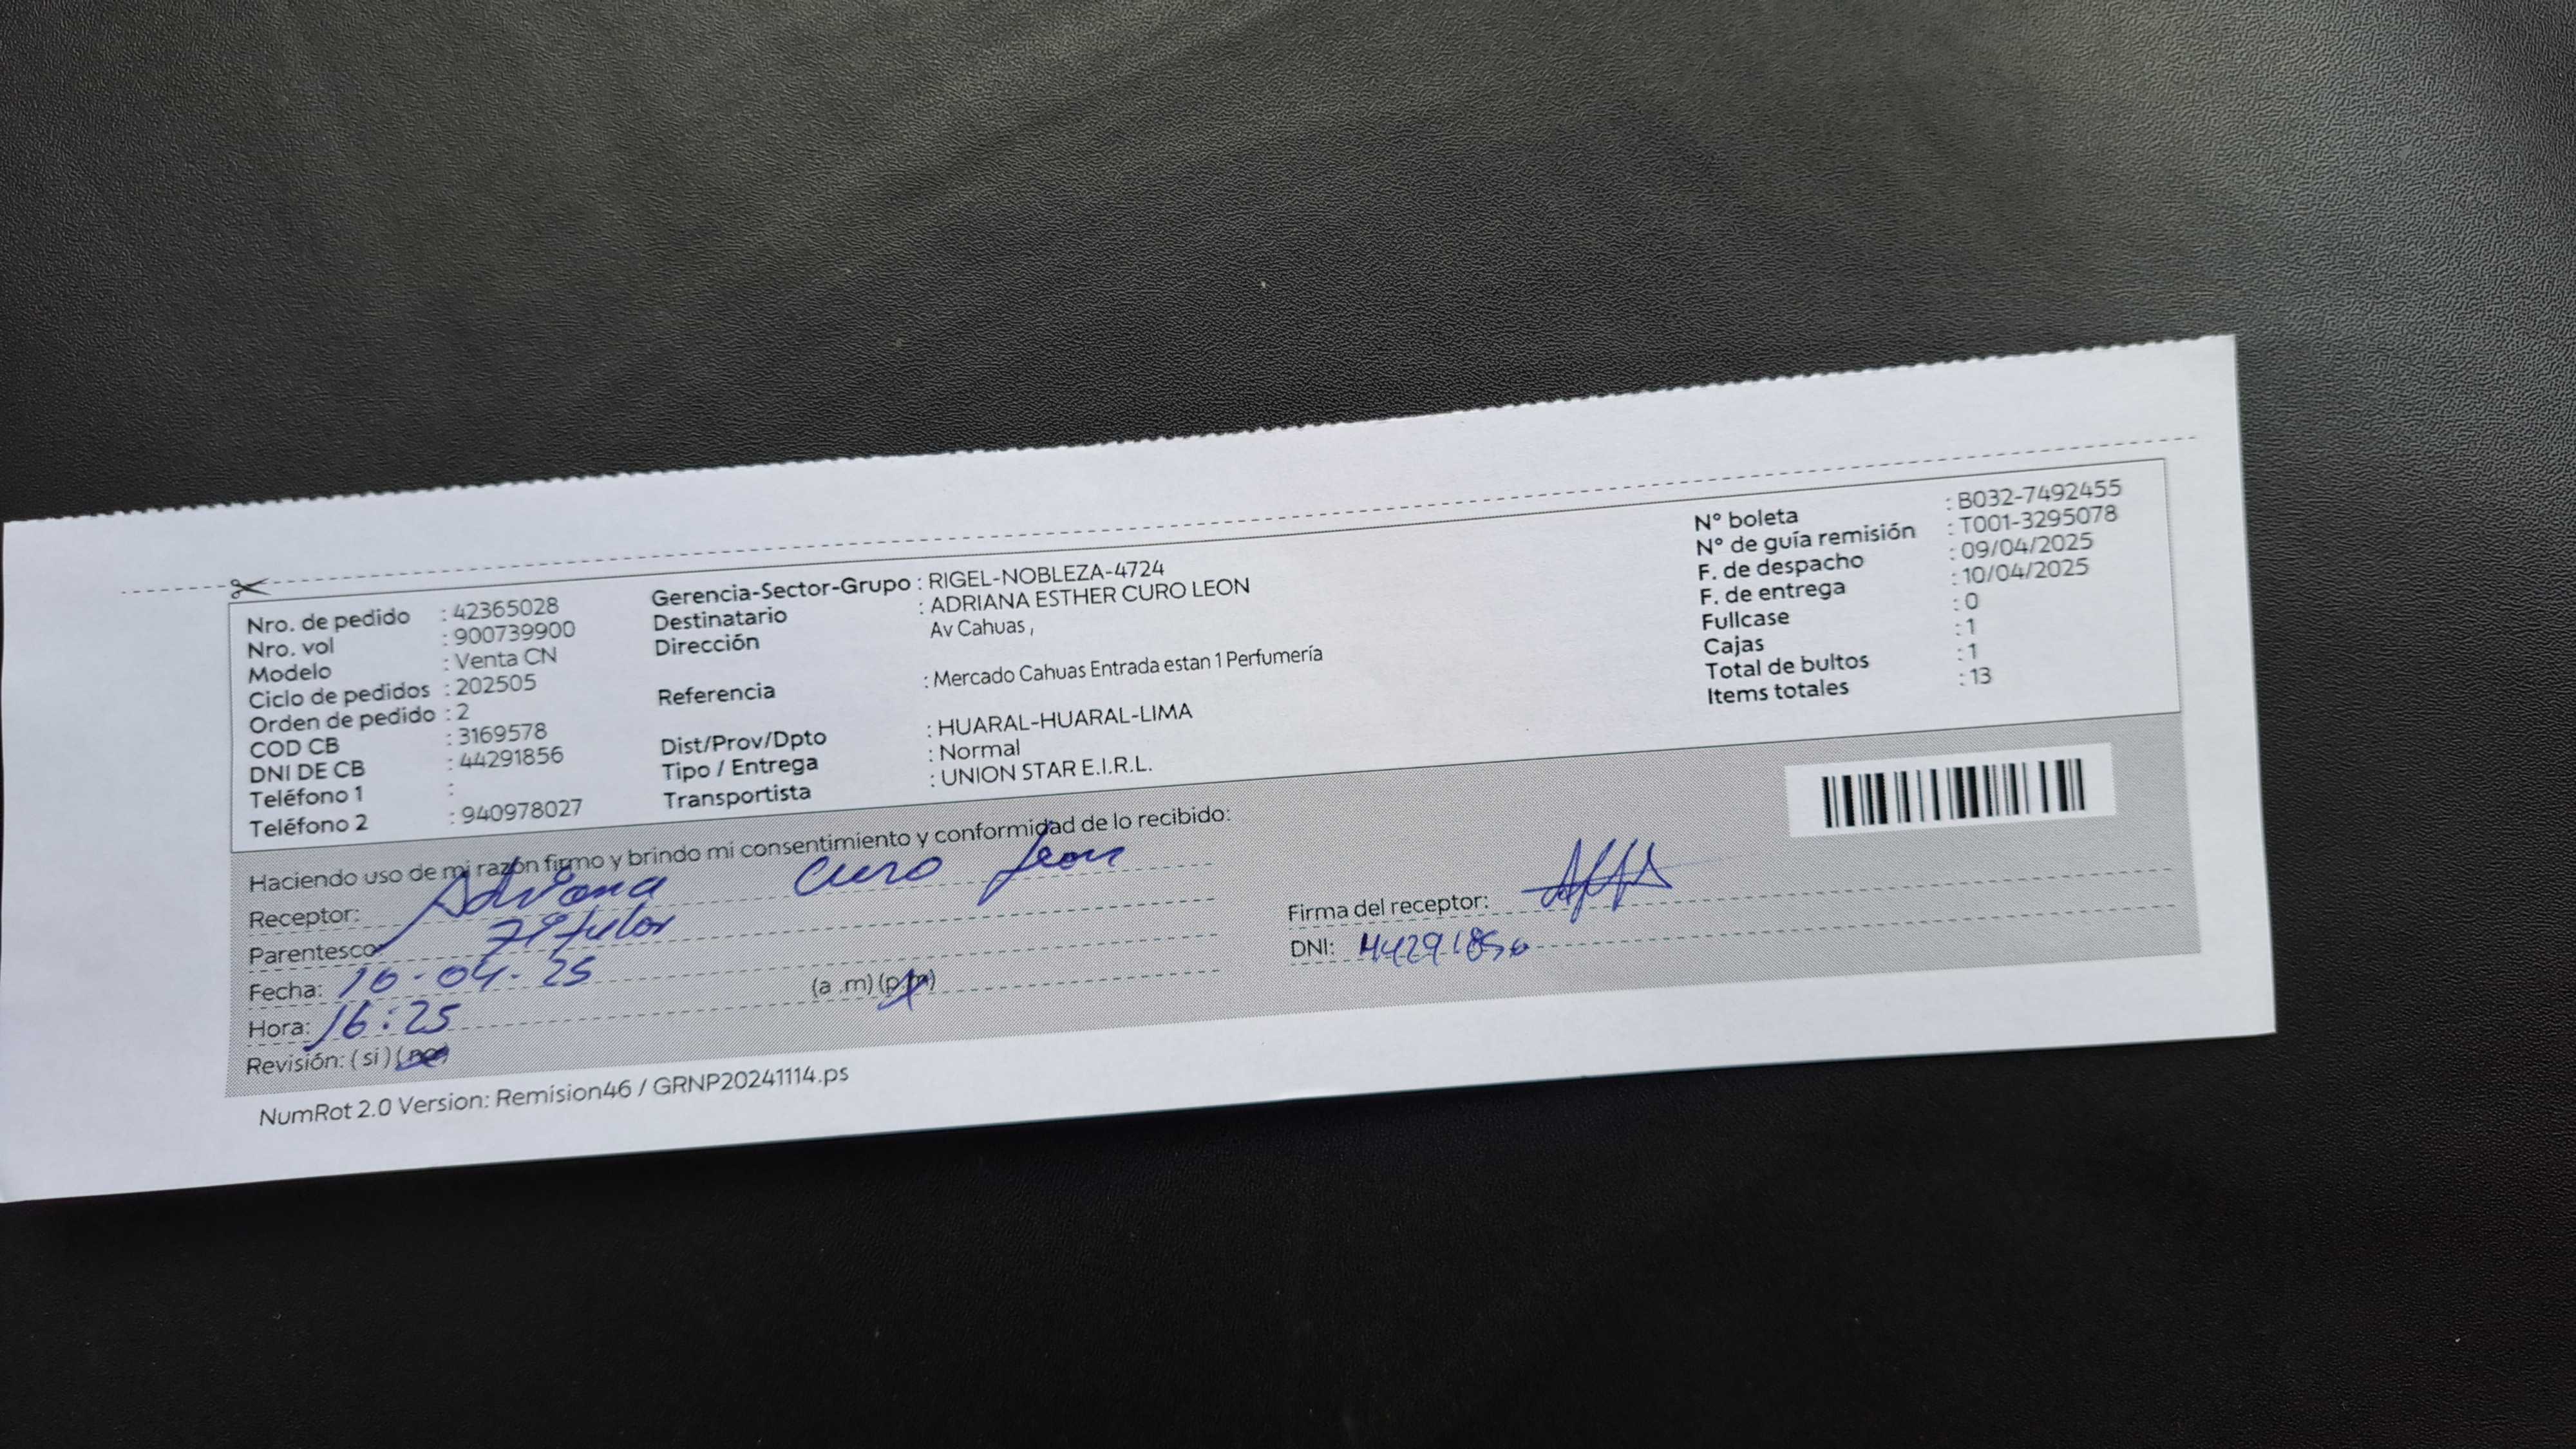 Nro. de pedido : 42365028
Nro. vol : 900739900
Modelo : Venta CN
Ciclo de pedidos : 202505
Orden de pedido : 2
COD CB : 3169578
DNI DE CB : 44291856
Teléfono 1 :
Teléfono 2 : 940978027
Gerencia-Sector-Grupo : RIGEL-NOBLEZA-4724
Destinatario : ADRIANA ESTHER CURO LEON
Dirección Av Cahuas ,
Referencia : Mercado Cahuas Entrada estan 1 Perfumería
Dist/Prov/Dpto : HUARAL-HUARAL-LIMA
Tipo / Entrega : Normal
Transportista : UNION STAR E.I.R.L.
N° boleta : B032-7492455
N° de guía remisión : T001-3295078
F. de despacho : 09/04/2025
F. de entrega : 10/04/2025
Fullcase : 0
Cajas : 1
Total de bultos : 1
Items totales : 13
Haciendo uso de mi razón firmo y brindo mi consentimiento y conformidad de lo recibido:
Receptor: Adriana Curo Leon
Parentesco: Titular
Fecha: 10-04-25
Hora: 16:25 (a .m) (p.m)
Revisión: ( si ) (no)
Firma del receptor:
DNI: 44291856
NumRot 2.0 Version: Remision46 / GRNP20241114.ps